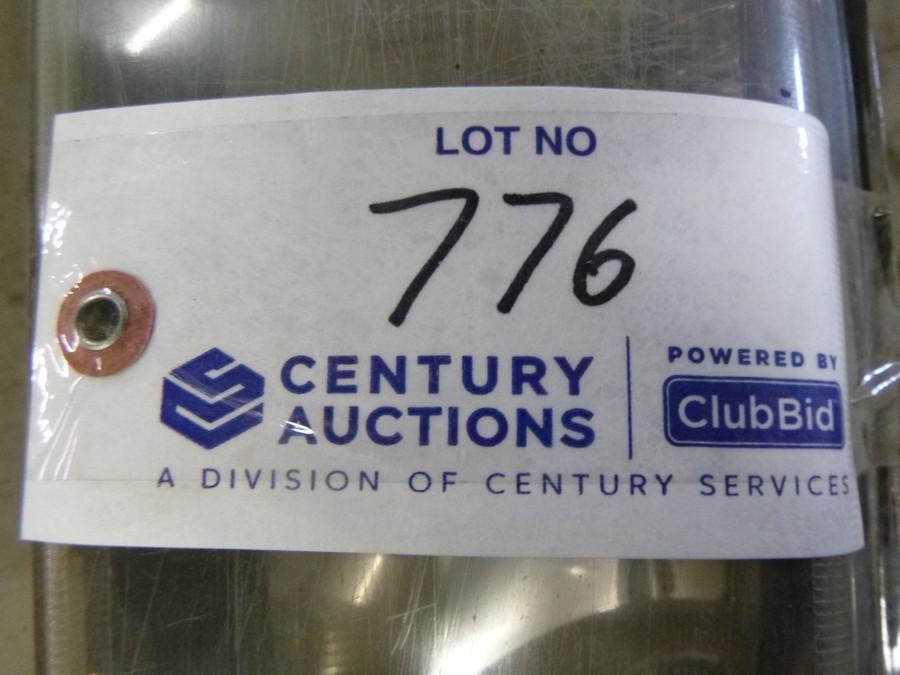 LOT NO
776
CENTURY
AUCTIONS
POWERED BY
ClubBid
A DIVISION OF CENTURY SERVICES